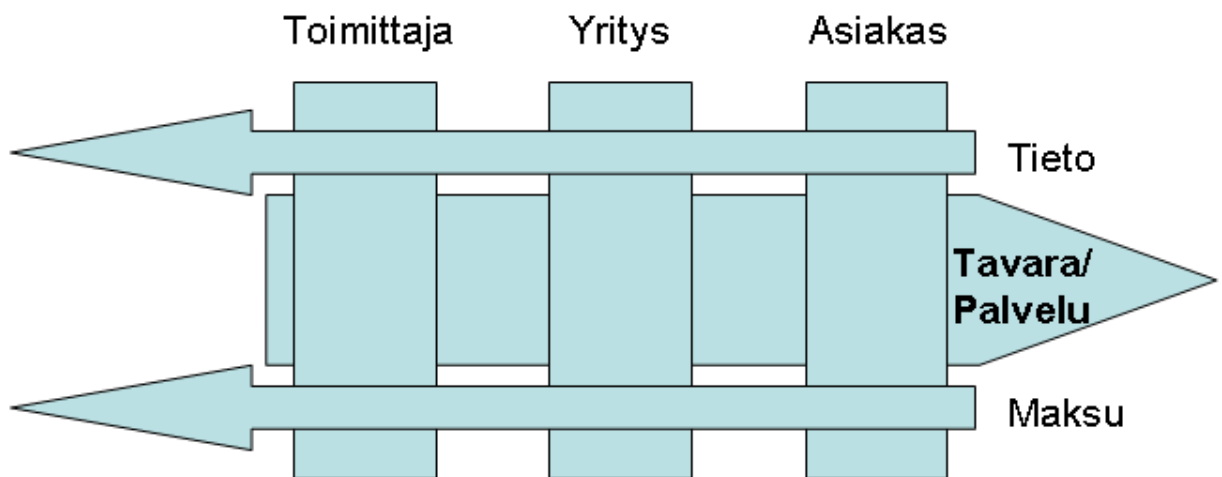 Toimittaja
Yritys
Asiakas
Tieto
Tavara/
Palvelu
Maksu